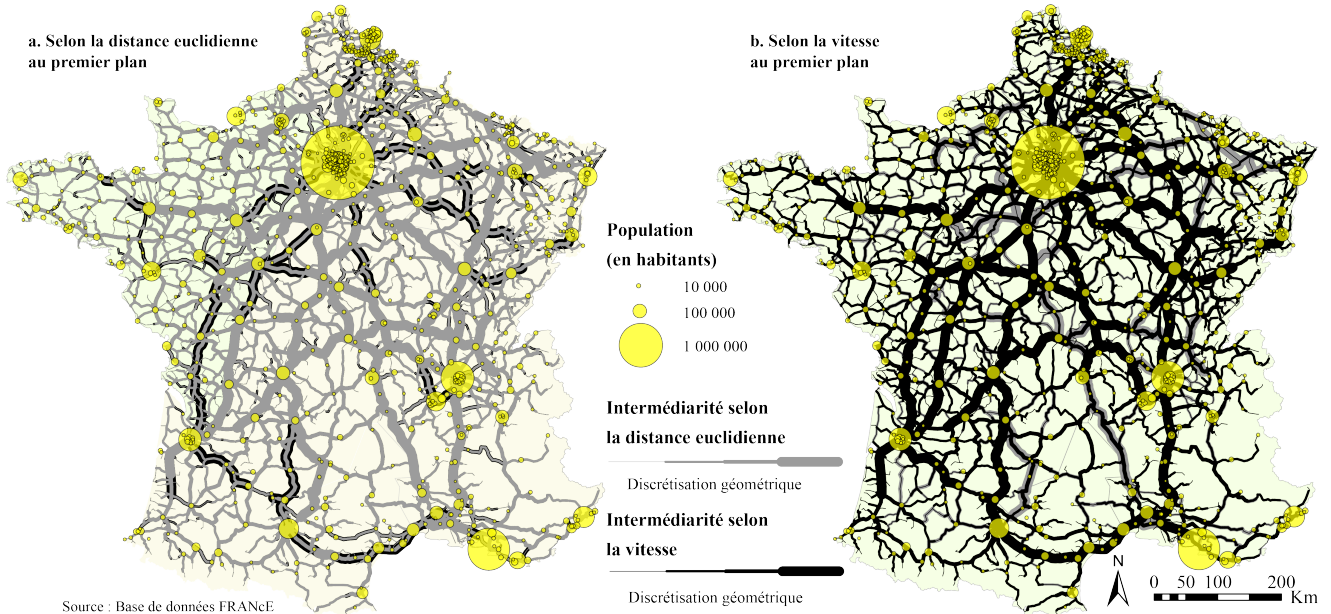 a. Selon la distance euclidienne
au premier plan
b. Selon la vitesse
au premier plan
Population
(en habitants)
10 000
100 000
1 000 000
Intermédiarité selon
la distance euclidienne
Discrétisation géométrique
Intermédiarité selon
la vitesse
Discrétisation géométrique
Source : Base de données FRANcE
N
0 50 100 200
Km